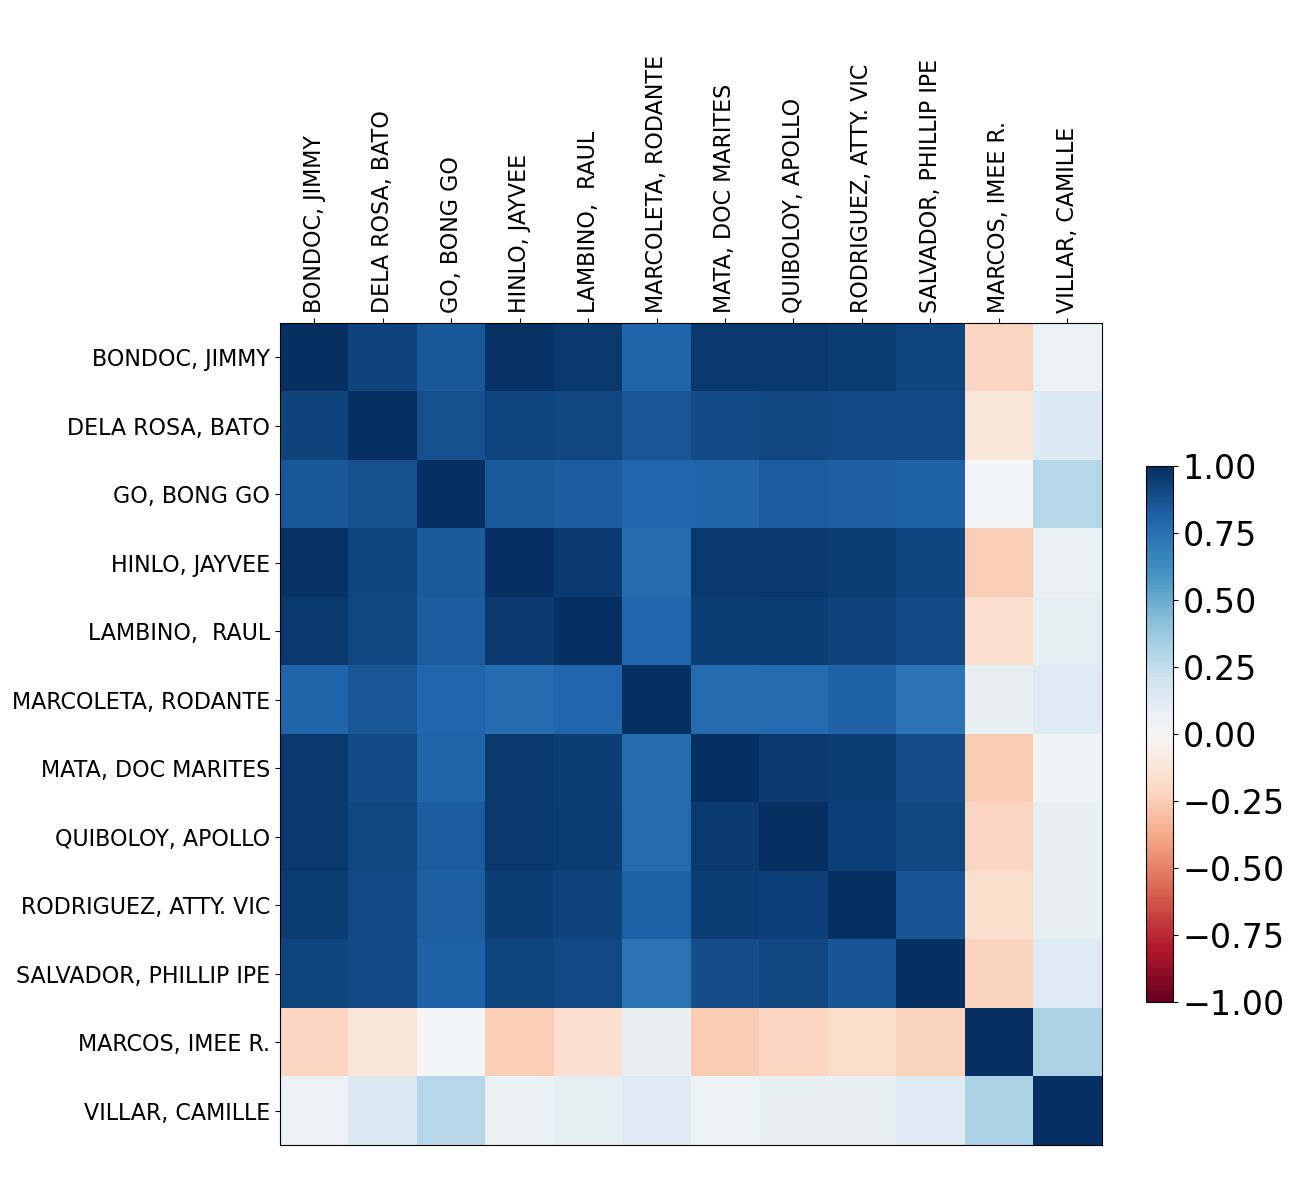 BONDOC, JIMMY
DELA ROSA, BATO
GO, BONG GO
HINLO, JAYVEE
LAMBINO,  RAUL
MARCOLETA, RODANTE
MATA, DOC MARITES
QUIBOLOY, APOLLO
RODRIGUEZ, ATTY. VIC
SALVADOR, PHILLIP IPE
MARCOS, IMEE R.
VILLAR, CAMILLE
BONDOC, JIMMY
DELA ROSA, BATO
GO, BONG GO
HINLO, JAYVEE
LAMBINO,  RAUL
MARCOLETA, RODANTE
MATA, DOC MARITES
QUIBOLOY, APOLLO
RODRIGUEZ, ATTY. VIC
SALVADOR, PHILLIP IPE
MARCOS, IMEE R.
VILLAR, CAMILLE
1.00
0.75
0.50
0.25
0.00
−0.25
−0.50
−0.75
−1.00